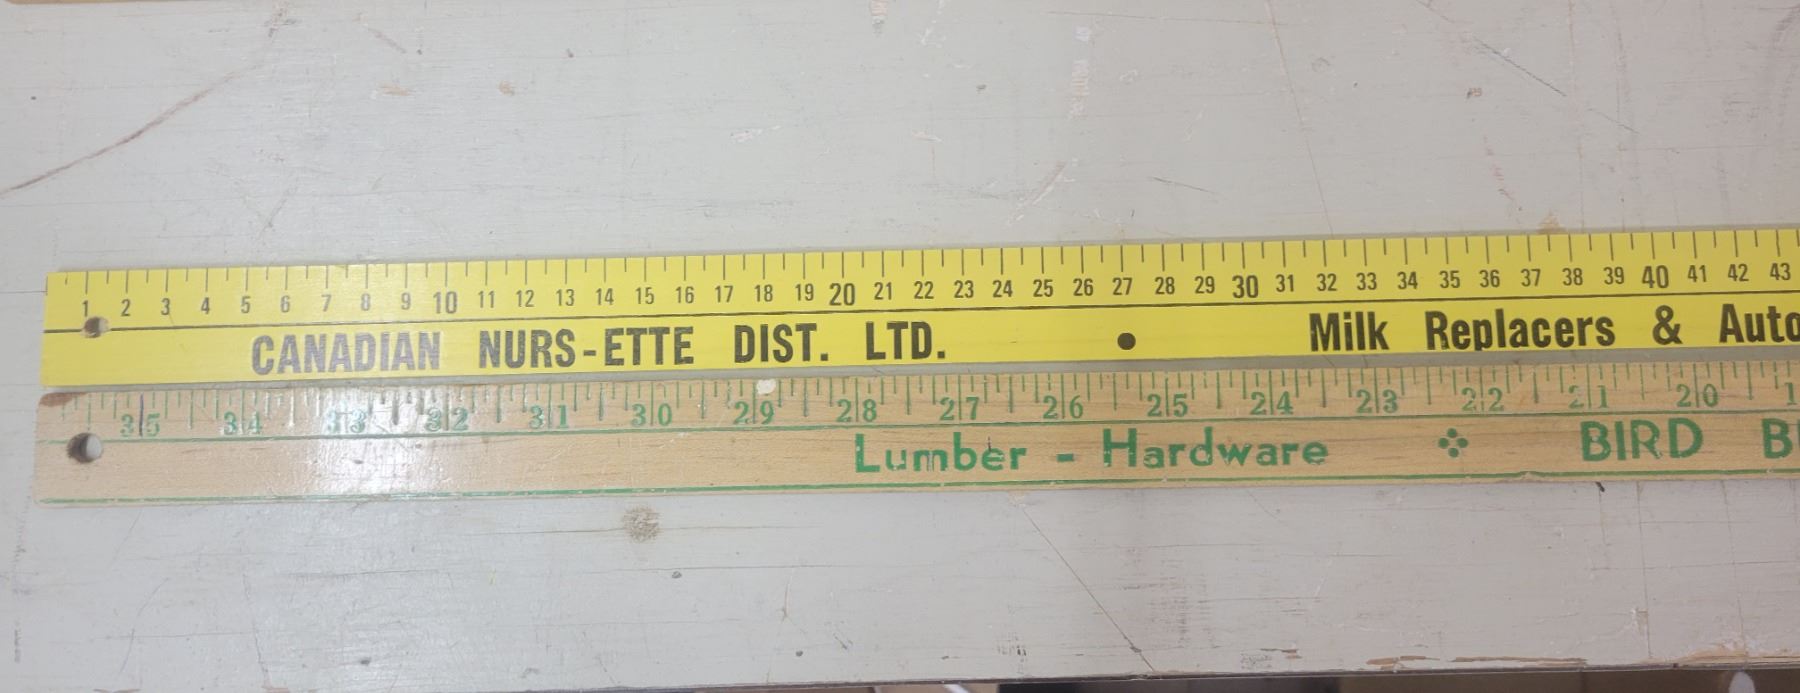 1 2 3 4 5 6 7 8 9 10 11 12 13 14 15 16 17 18 19 20 21 22 23 24 25 26 27 28 29 30 31 32 33 34 35 36 37 38 39 40 41 42 43
CANADIAN NURS-ETTE DIST. LTD. • Milk Replacers & Auto
35 34 33 32 31 30 29 28 27 26 25 24 23 22 21 20
Lumber - Hardware BIRD